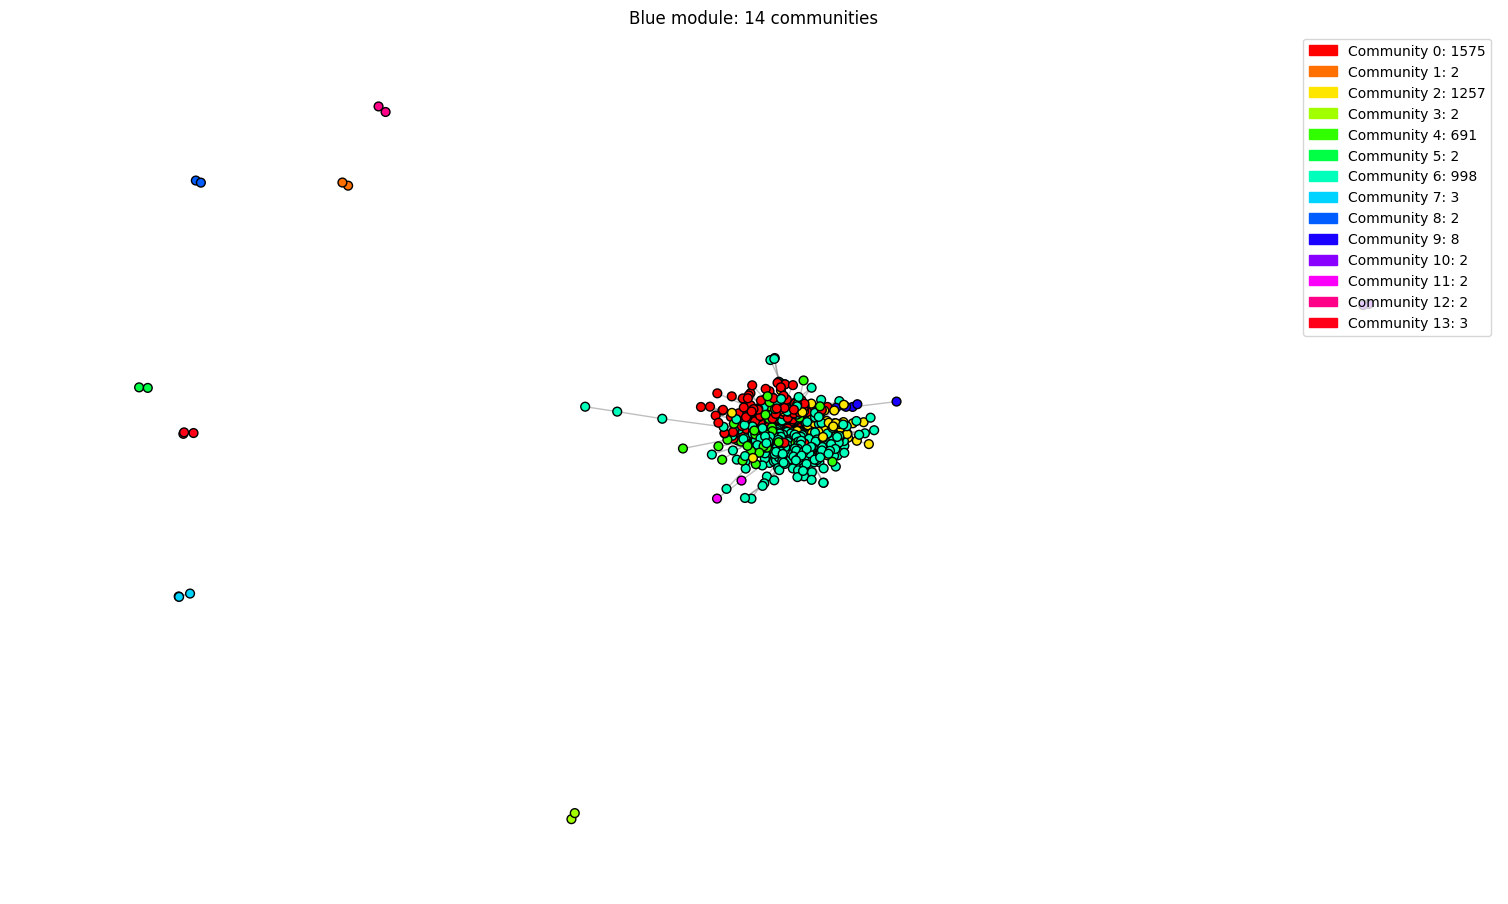 Blue module: 14 communities
Community 0: 1575
Community 1: 2
Community 2: 1257
Community 3: 2
Community 4: 691
Community 5: 2
Community 6: 998
Community 7: 3
Community 8: 2
Community 9: 8
Community 10: 2
Community 11: 2
Community 12: 2
Community 13: 3